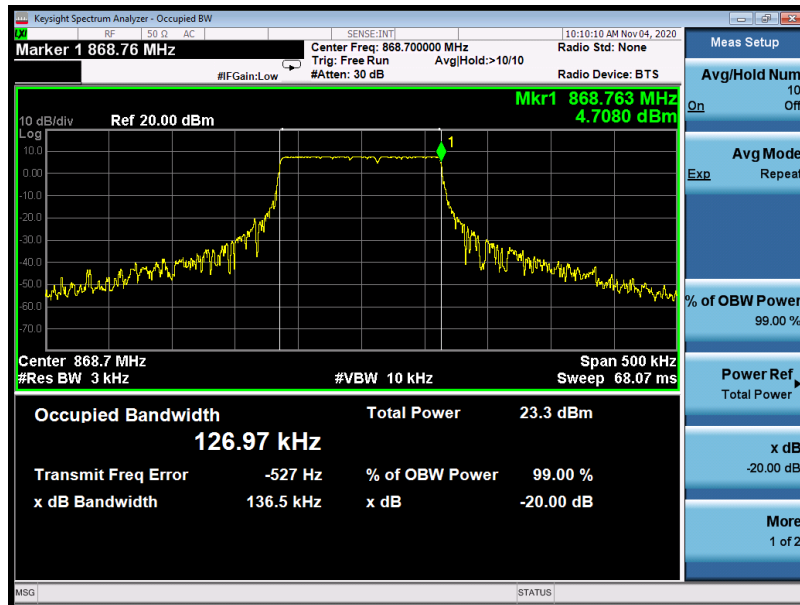 Keysight Spectrum Analyzer - Occupied BW
LXI
RF
50 Ω
AC
SENSE:INT
10:10:10 AM Nov 04, 2020
Marker 1 868.76 MHz
Center Freq: 868.700000 MHz
Radio Std: None
Trig: Free Run
Avg|Hold:>10/10
#IFGain:Low
#Atten: 30 dB
Radio Device: BTS
Mkr1 868.763 MHz
4.7080 dBm
10 dB/div
Ref 20.00 dBm
Log
1
10.0
0.00
-10.0
-20.0
-30.0
-40.0
-50.0
-60.0
-70.0
Center 868.7 MHz
Span 500 kHz
#Res BW 3 kHz
#VBW 10 kHz
Sweep 68.07 ms
Occupied Bandwidth
Total Power
23.3 dBm
126.97 kHz
Transmit Freq Error
-527 Hz
% of OBW Power
99.00 %
x dB Bandwidth
136.5 kHz
x dB
-20.00 dB
MSG
STATUS
Meas Setup
Avg/Hold Num
10
On
Off
Avg Mode
Exp
Repeat
% of OBW Power
99.00 %
Power Ref
Total Power
x dB
-20.00 dB
More
1 of 2